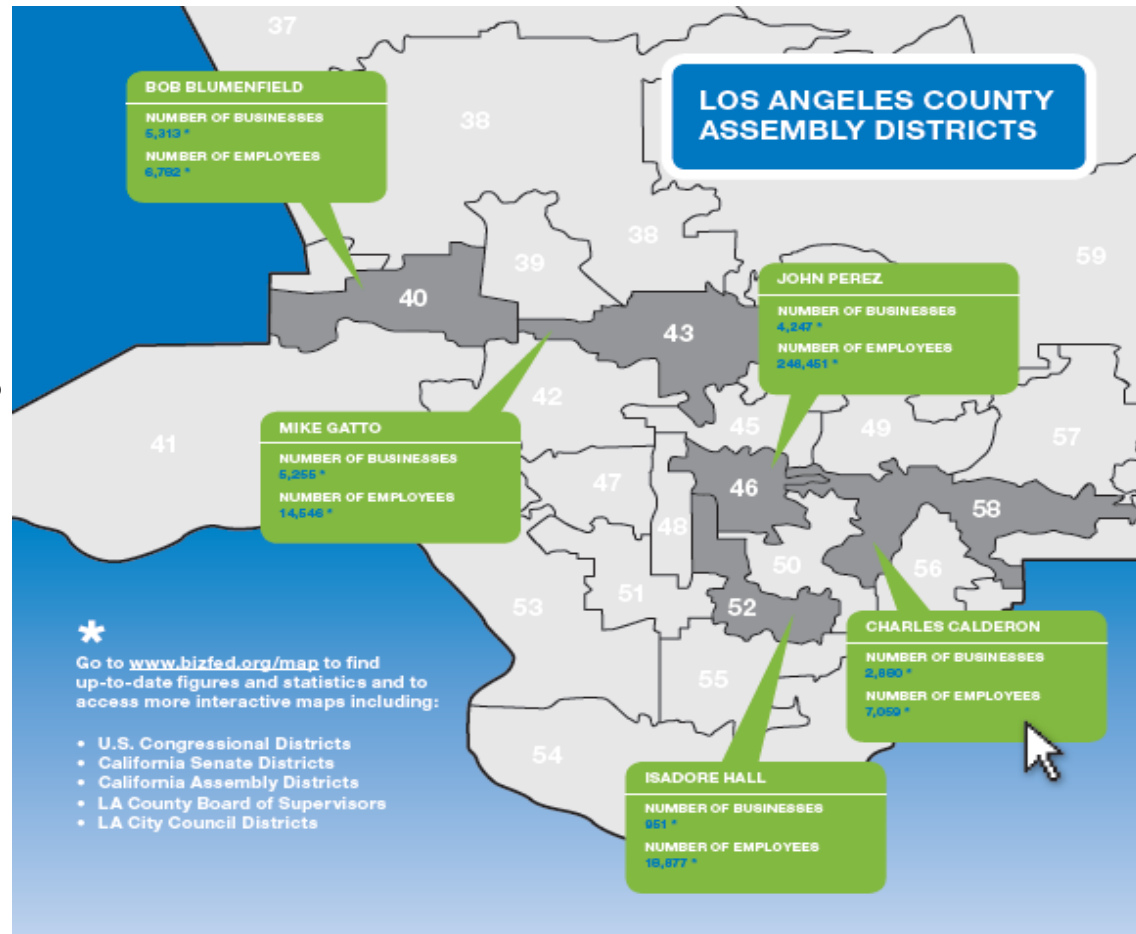 37
LOS ANGELES COUNTY
ASSEMBLY DISTRICTS
BOB BLUMENFIELD
NUMBER OF BUSINESSES
5,313 *
NUMBER OF EMPLOYEES
6,782 *
38
38
39
59
40
43
JOHN PEREZ
NUMBER OF BUSINESSES
4,247 *
NUMBER OF EMPLOYEES
246,451 *
42
41
MIKE GATTO
NUMBER OF BUSINESSES
5,255 *
NUMBER OF EMPLOYEES
14,546 *
45
49
57
47
46
48
58
50
56
53
51
52
55
54
CHARLES CALDERON
NUMBER OF BUSINESSES
NUMBER OF EMPLOYEES
7,059 *
ISADORE HALL
NUMBER OF BUSINESSES
951 *
NUMBER OF EMPLOYEES
*
Go to www.bizfed.org/map to find
up-to-date figures and statistics and to
access more interactive maps including:
• U.S. Congressional Districts
• California Senate Districts
• California Assembly Districts
• LA County Board of Supervisors
• LA City Council Districts